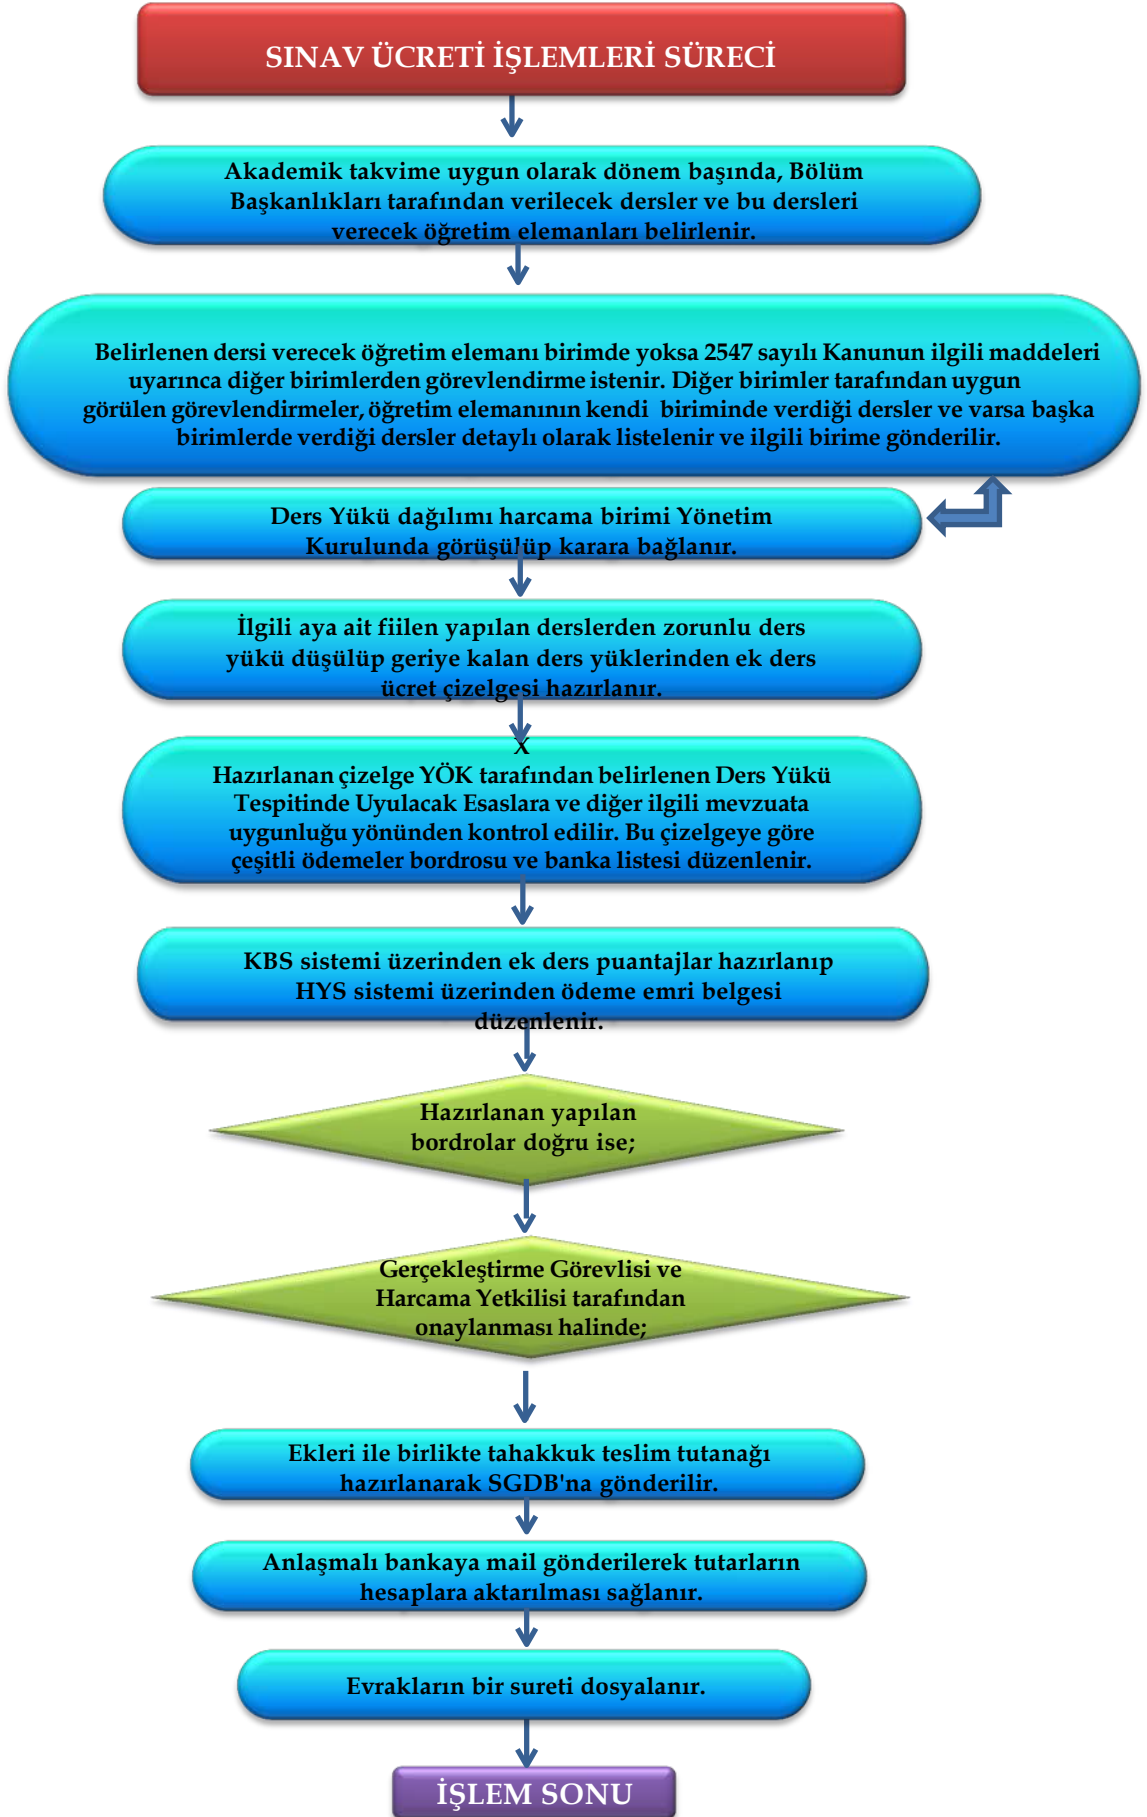 SINAV ÜCRETİ İŞLEMLERİ SÜRECİ
Akademik takvime uygun olarak dönem başında, Bölüm
Başkanlıkları tarafından verilecek dersler ve bu dersleri
verecek öğretim elemanları belirlenir.
Belirlenen dersi verecek öğretim elemanı birimde yoksa 2547 sayılı Kanunun ilgili maddeleri
uyarınca diğer birimlerden görevlendirme istenir. Diğer birimler tarafından uygun
görülen görevlendirmeler, öğretim elemanının kendi biriminde verdiği dersler ve varsa başka
birimlerde verdiği dersler detaylı olarak listelenir ve ilgili birime gönderilir.
Ders Yükü dağılımı harcama birimi Yönetim
Kurulunda görüşülüp karara bağlanır.
İlgili aya ait fiilen yapılan derslerden zorunlu ders
yükü düşülüp geriye kalan ders yüklerinden ek ders
ücret çizelgesi hazırlanır.
X
Hazırlanan çizelge YÖK tarafından belirlenen Ders Yükü
Tespitinde Uyulacak Esaslara ve diğer ilgili mevzuata
uygunluğu yönünden kontrol edilir. Bu çizelgeye göre
çeşitli ödemeler bordrosu ve banka listesi düzenlenir.
KBS sistemi üzerinden ek ders puantajlar hazırlanıp
HYS sistemi üzerinden ödeme emri belgesi
düzenlenir.
Hazırlanan yapılan
bordrolar doğru ise;
Gerçekleştirme Görevlisi ve
Harcama Yetkilisi tarafından
onaylanması halinde;
Ekleri ile birlikte tahakkuk teslim tutanağı
hazırlanarak SGDB'na gönderilir.
Anlaşmalı bankaya mail gönderilerek tutarların
hesaplara aktarılması sağlanır.
Evrakların bir sureti dosyalanır.
İŞLEM SONU